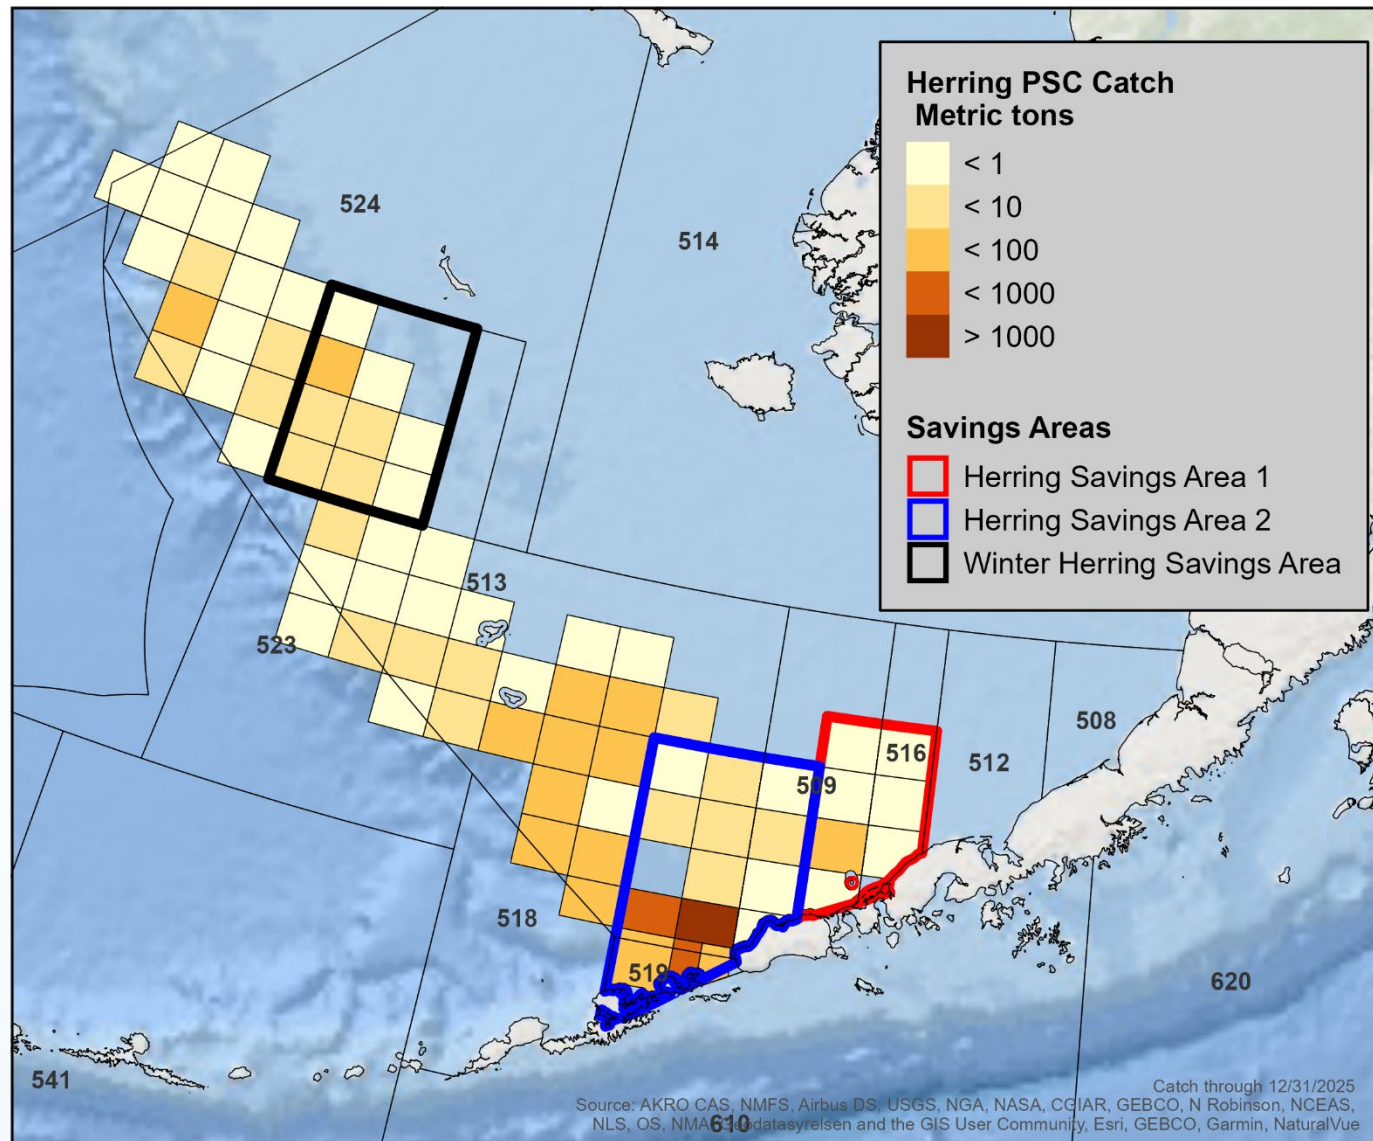 Herring PSC Catch
Metric tons
< 1
< 10
< 100
< 1000
> 1000
Savings Areas
Herring Savings Area 1
Herring Savings Area 2
Winter Herring Savings Area
524
514
513
523
508
516
512
509
518
519
620
541
610
Catch through 12/31/2025
Source: AKRO CAS, NMFS, Airbus DS, USGS, NGA, NASA, CGIAR, GEBCO, N Robinson, NCEAS,
NLS, OS, NMA, Geodatasyrelsen and the GIS User Community, Esri, GEBCO, Garmin, NaturalVue